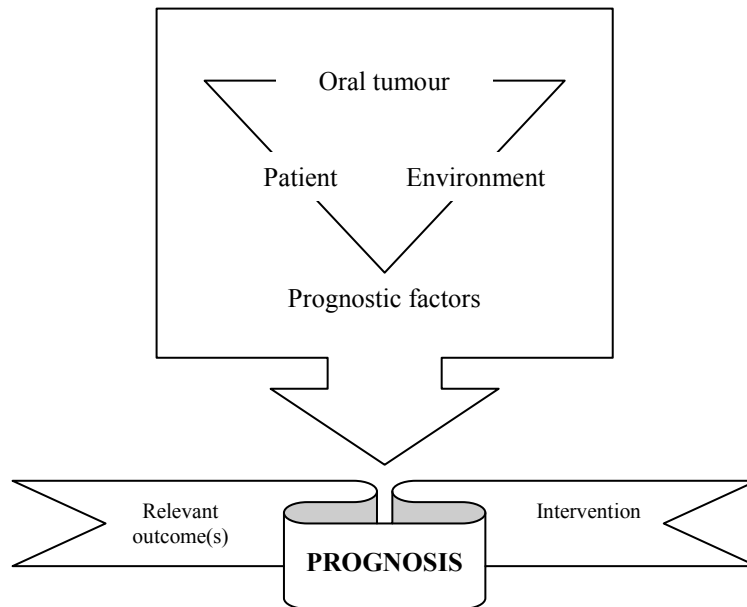 Oral tumour
Patient
Environment
Prognostic factors
Relevant
outcome(s)
Intervention
PROGNOSIS